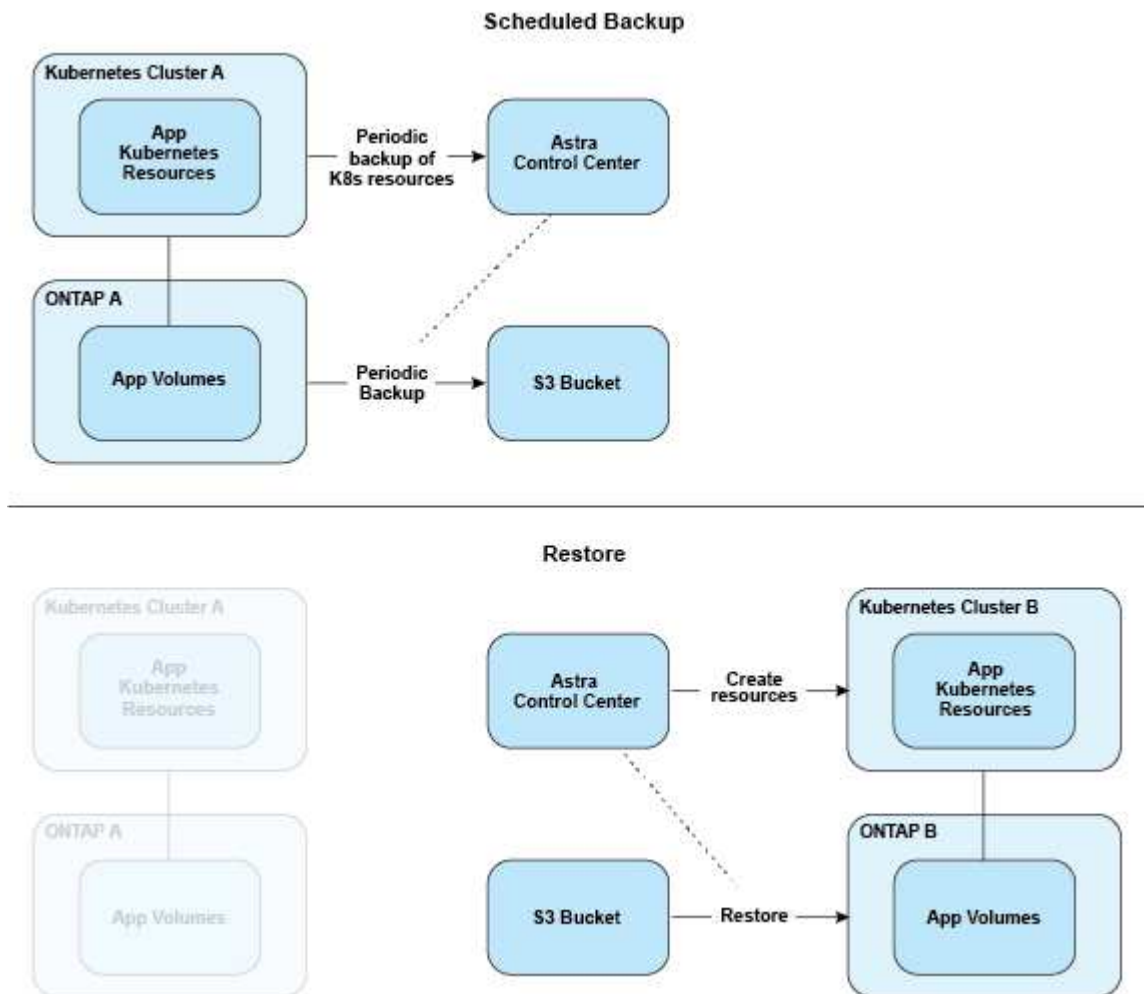 Scheduled Backup
Kubernetes Cluster A
App
Kubernetes
Resources
Periodic
backup of
K8s resources
Astra
Control Center
ONTAP A
App Volumes
Periodic
Backup
S3 Bucket
Restore
Kubernetes Cluster A
App
Kubernetes
Resources
Astra
Control Center
Create
resources
Kubernetes Cluster B
App
Kubernetes
Resources
ONTAP A
App Volumes
S3 Bucket
Restore
ONTAP B
App Volumes